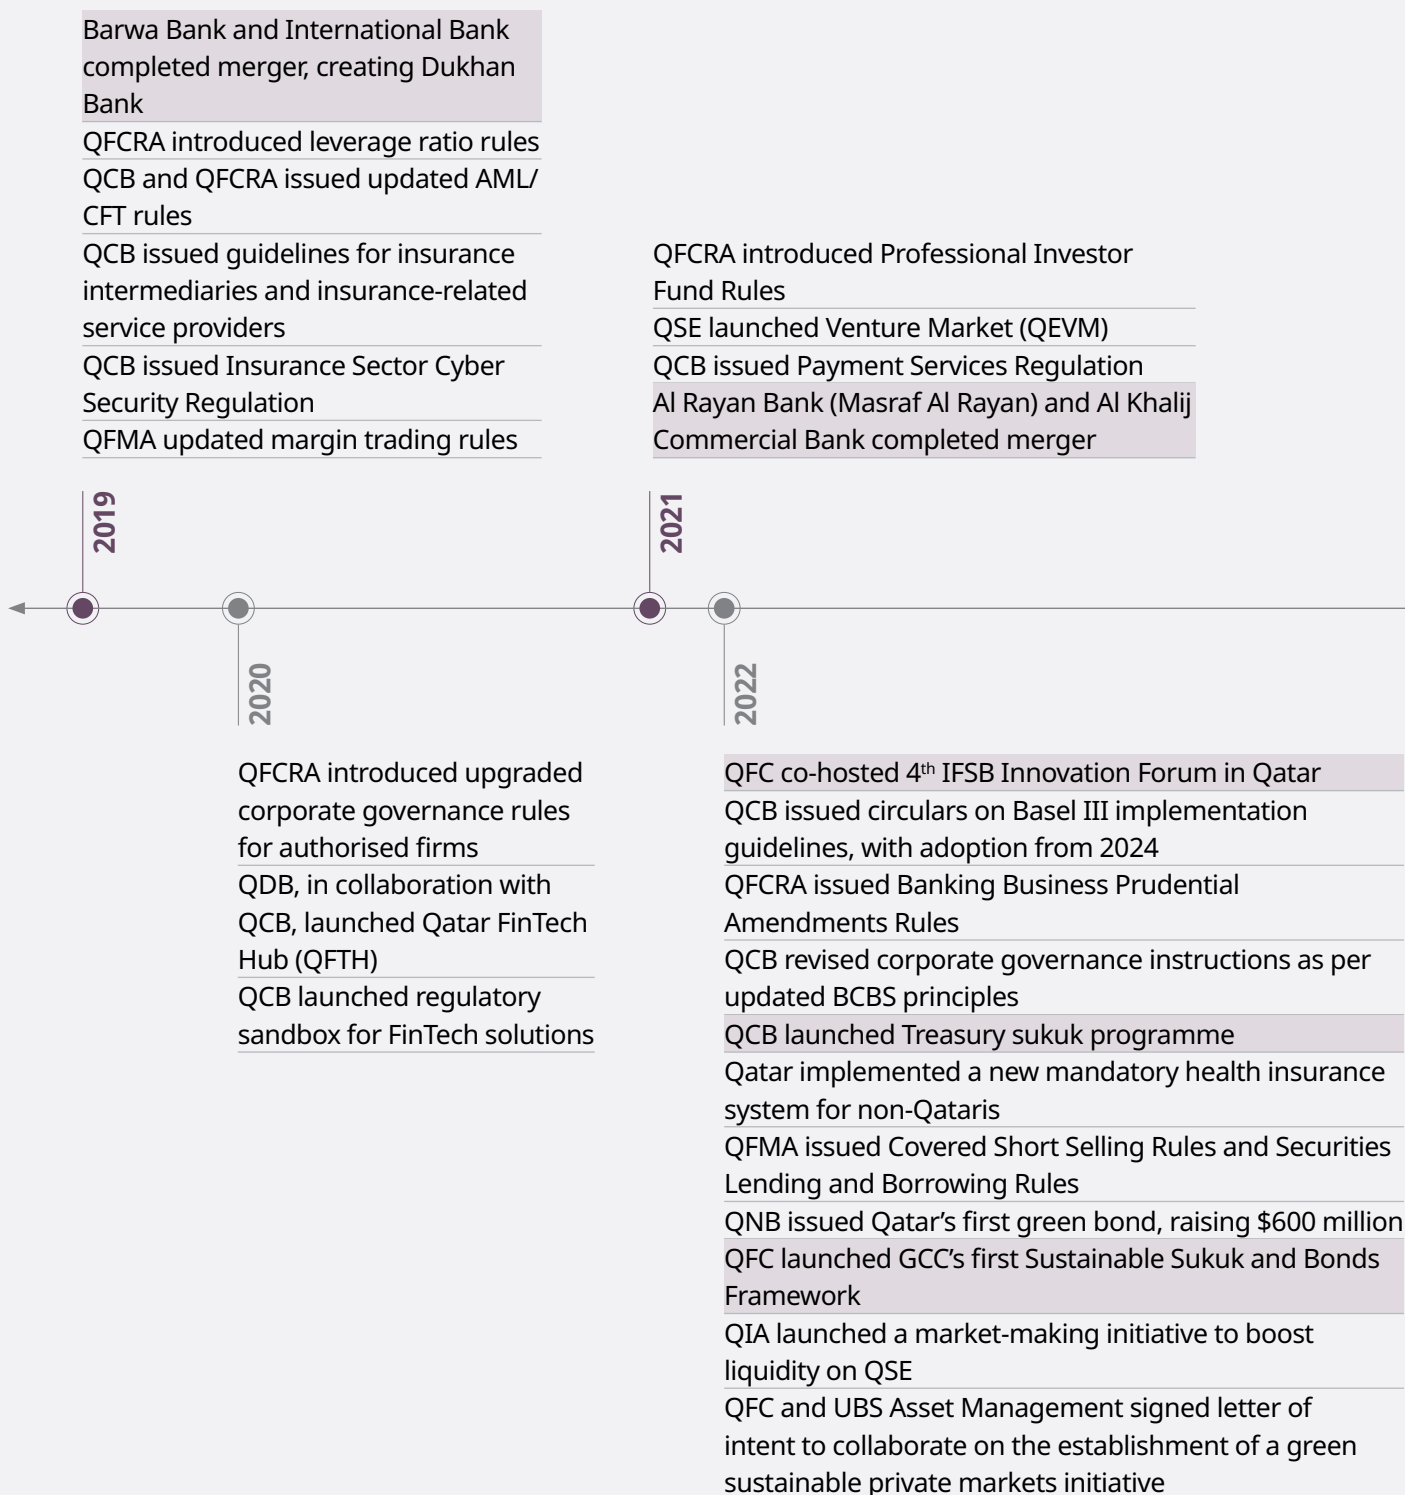 Barwa Bank and International Bank
completed merger, creating Dukhan
Bank
QFCRA introduced leverage ratio rules
QCB and QFCRA issued updated AML/
CFT rules
QCB issued guidelines for insurance
intermediaries and insurance-related
service providers
QCB issued Insurance Sector Cyber
Security Regulation
QFMA updated margin trading rules
2019
QFCRA introduced Professional Investor
Fund Rules
QSE launched Venture Market (QEVM)
QCB issued Payment Services Regulation
Al Rayan Bank (Masraf Al Rayan) and Al Khalij
Commercial Bank completed merger
2021
2020
QFCRA introduced upgraded
corporate governance rules
for authorised firms
QDB, in collaboration with
QCB, launched Qatar FinTech
Hub (QFTH)
QCB launched regulatory
sandbox for FinTech solutions
2022
QFC co-hosted 4th IFSB Innovation Forum in Qatar
QCB issued circulars on Basel III implementation
guidelines, with adoption from 2024
QFCRA issued Banking Business Prudential
Amendments Rules
QCB revised corporate governance instructions as per
updated BCBS principles
QCB launched Treasury sukuk programme
Qatar implemented a new mandatory health insurance
system for non-Qataris
QFMA issued Covered Short Selling Rules and Securities
Lending and Borrowing Rules
QNB issued Qatar’s first green bond, raising $600 million
QFC launched GCC’s first Sustainable Sukuk and Bonds
Framework
QIA launched a market-making initiative to boost
liquidity on QSE
QFC and UBS Asset Management signed letter of
intent to collaborate on the establishment of a green
sustainable private markets initiative